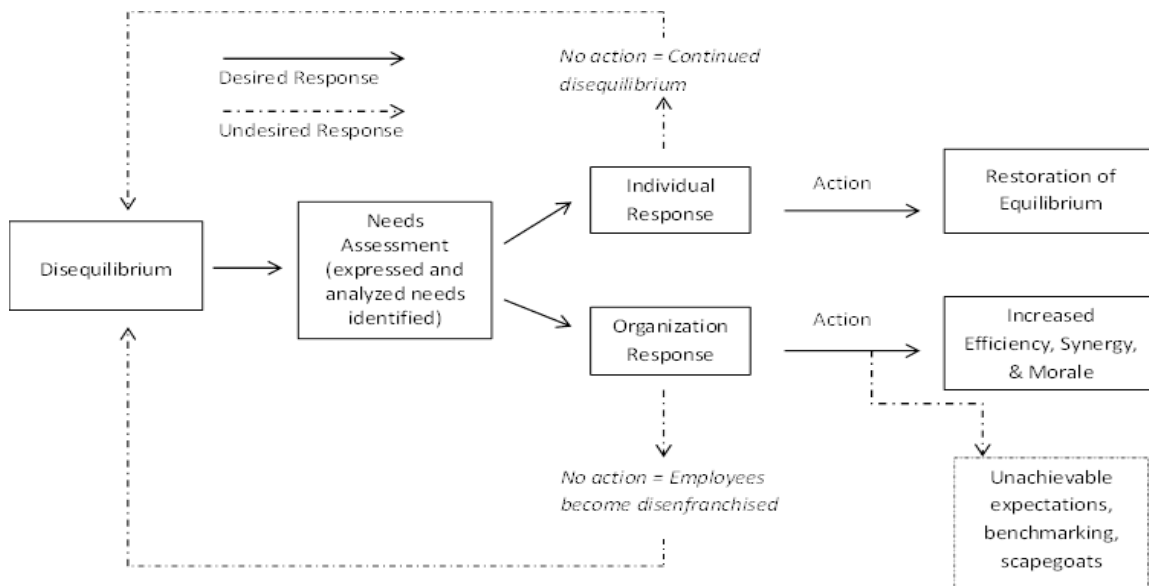 No action = Continued
disequilibrium
Desired Response
Undesired Response
Individual
Response
Action
Restoration of
Equilibrium
Needs
Assessment
(expressed and
analyzed needs
identified)
Disequilibrium
Organization
Response
Action
Increased
Efficiency, Synergy,
& Morale
No action = Employees
become disenfranchised
Unachievable
expectations,
benchmarking,
scapegoats